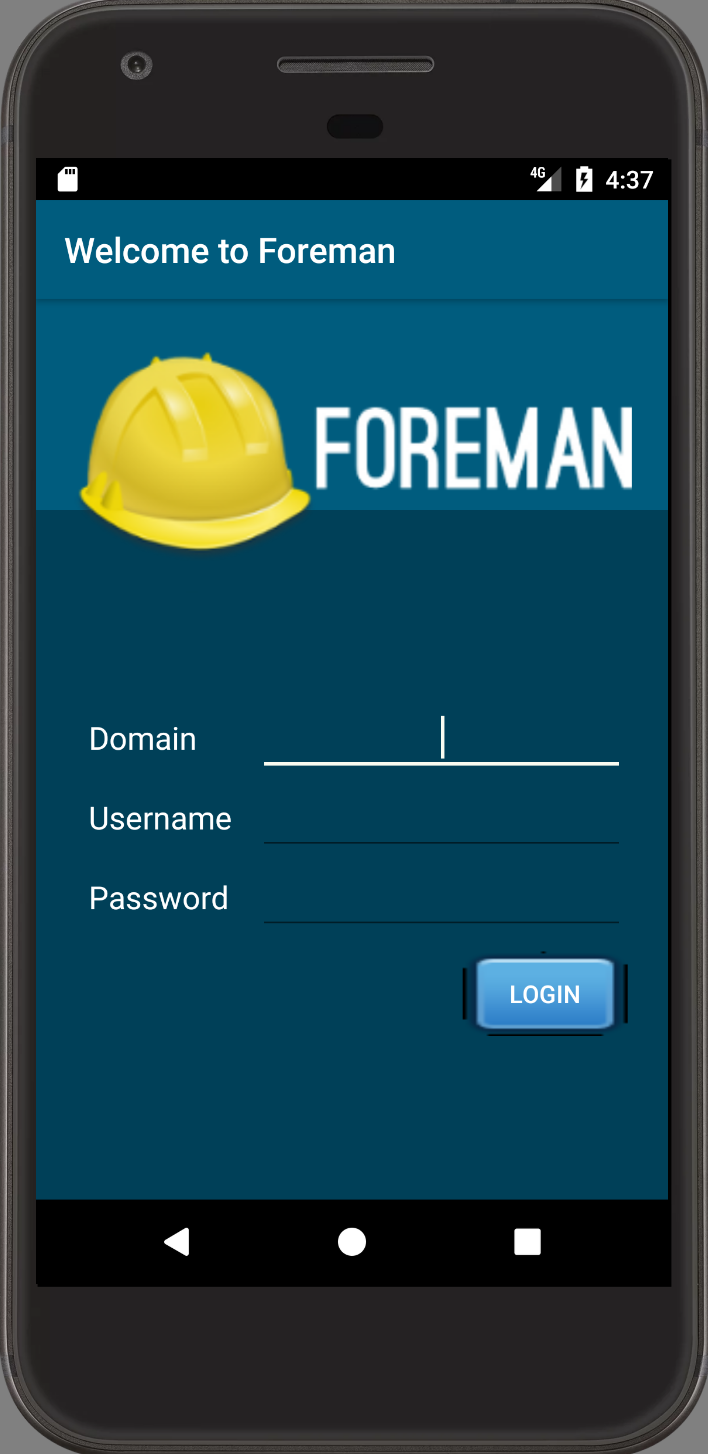 4G 4:37
Welcome to Foreman
FOREMAN
Domain
Username
Password
LOGIN